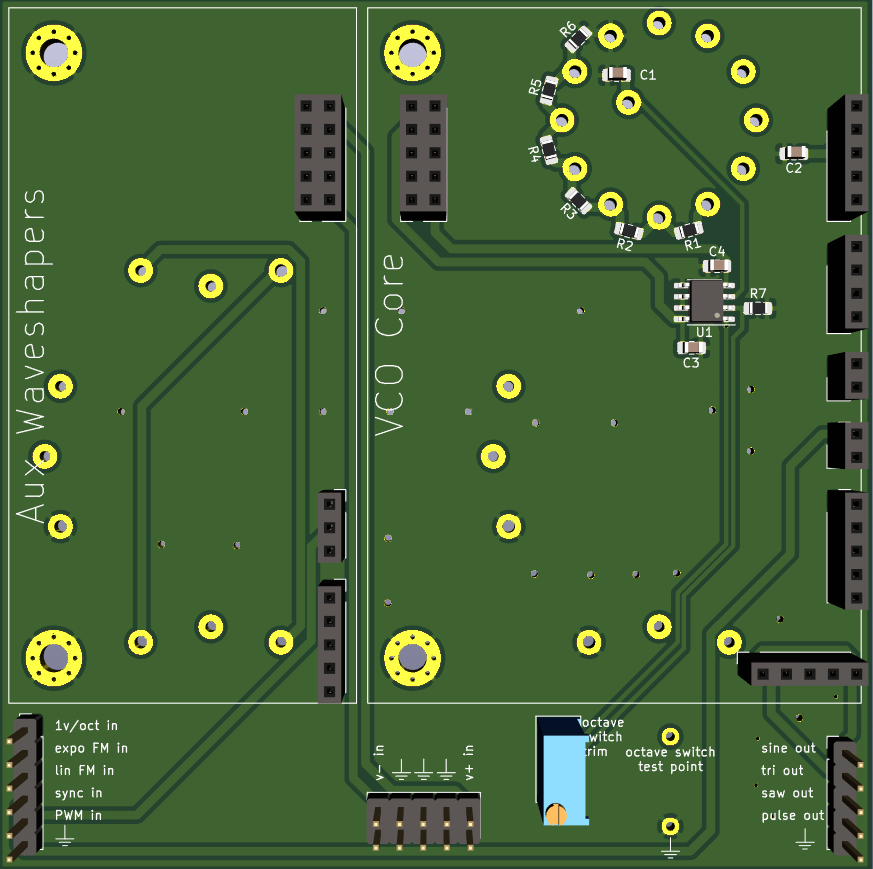 R6
C1
R5
C2
R4
R3
R2
R1
C4
R7
U1
C3
Aux Waveshapers
VCO Core
1v/oct in
expo FM in
lin FM in
sync in
PWM in
v- in
v+ in
octave
switch
trim
octave switch
test point
sine out
tri out
saw out
pulse out